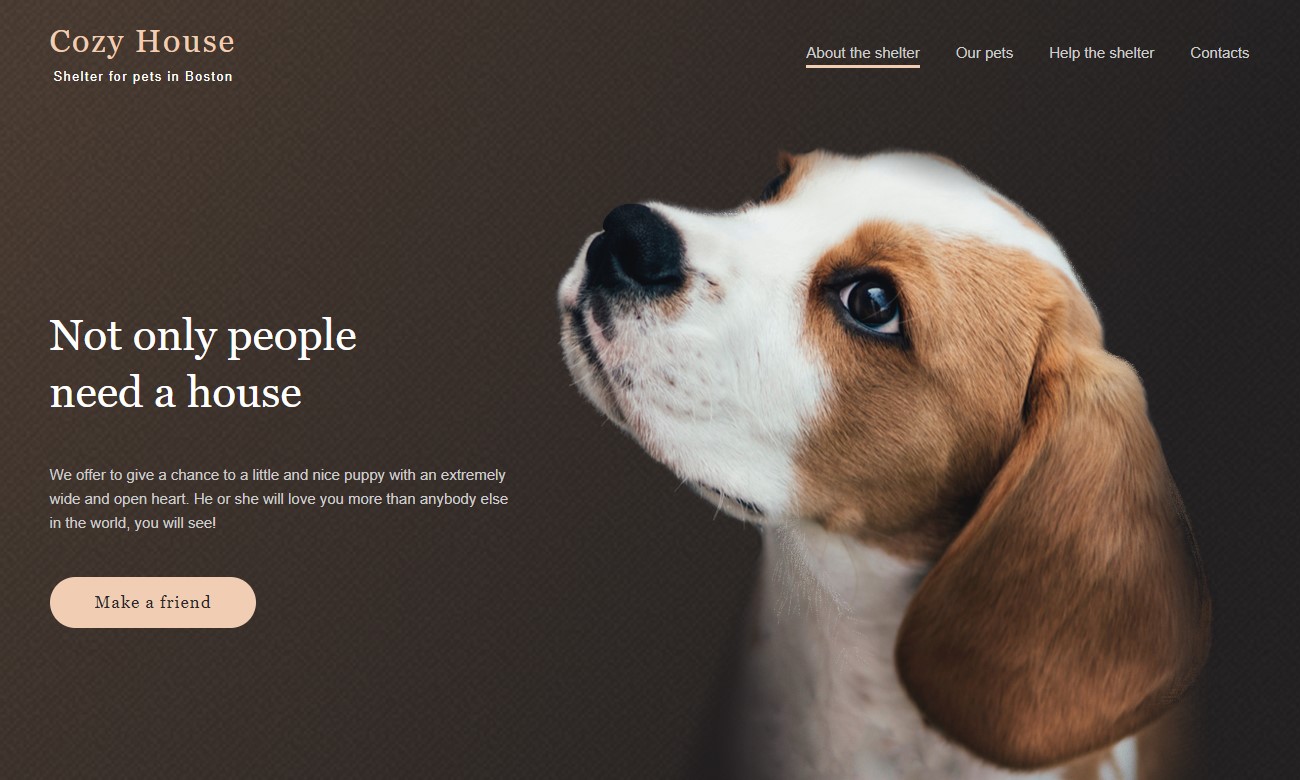 Cozy House
Shelter for pets in Boston
About the shelter Our pets Help the shelter Contacts
Not only people
need a house
We offer to give a chance to a little and nice puppy with an extremely
wide and open heart. He or she will love you more than anybody else
in the world, you will see!
Make a friend